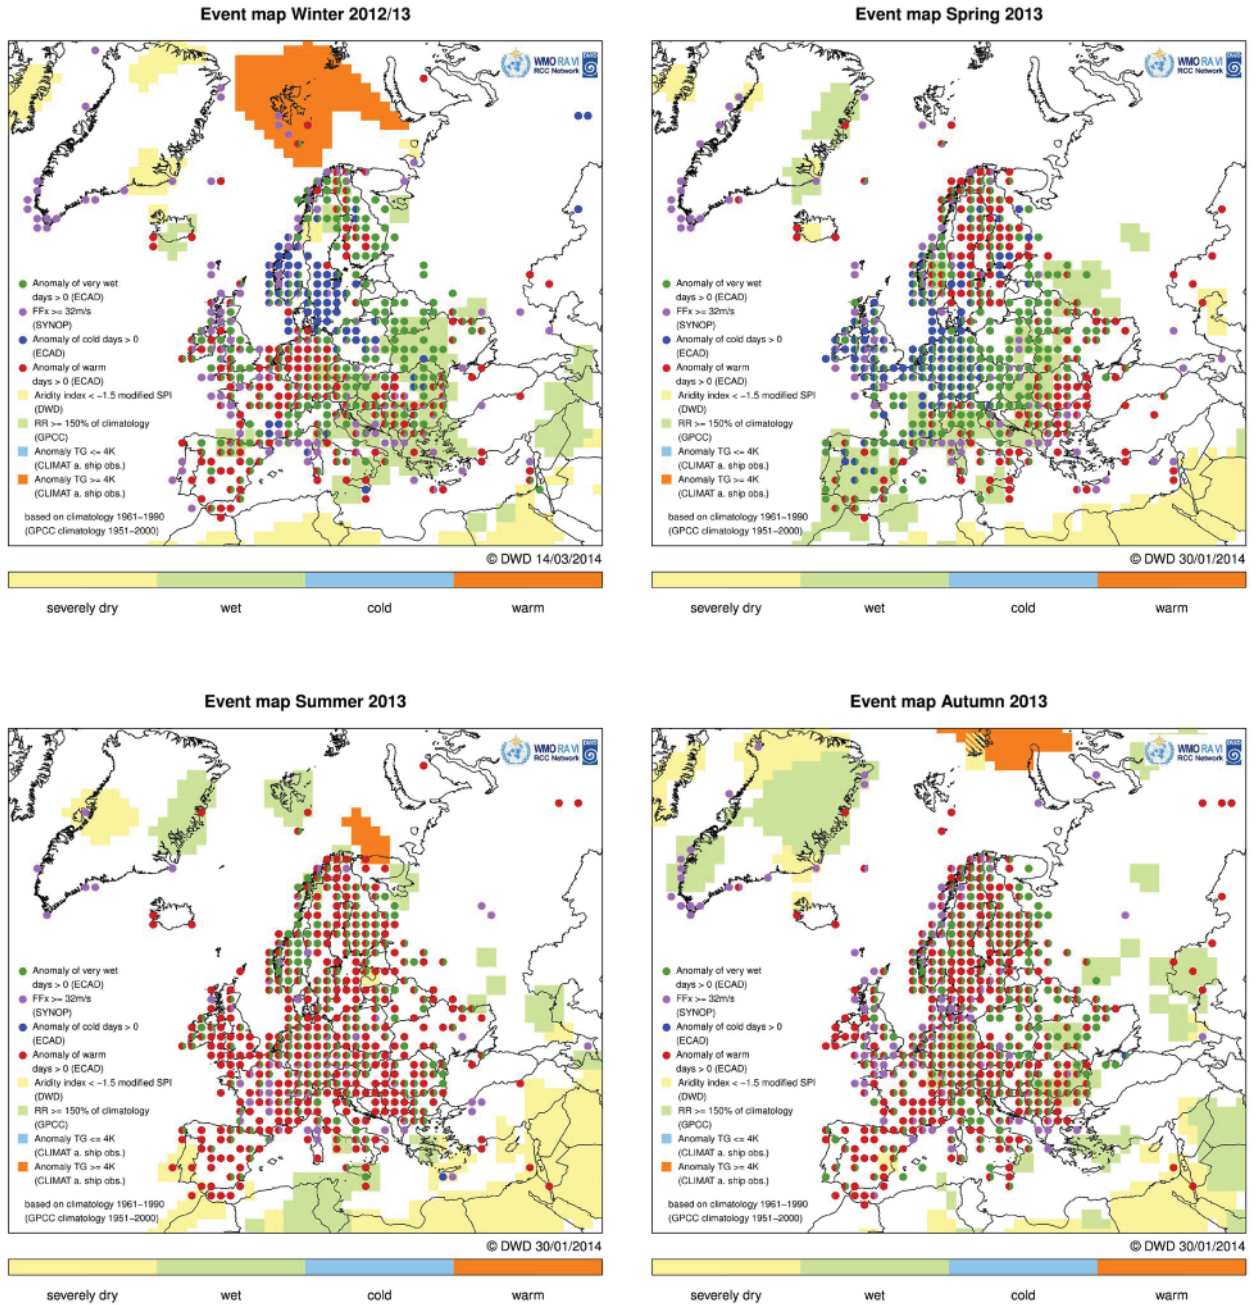 Event map Winter 2012/13
WMO RA VI
RCC Network
DWD
Anomaly of very wet
days > 0 (ECAD)
FFx >= 32m/s
(SYNOP)
Anomaly of cold days > 0
(ECAD)
Anomaly of warm
days > 0 (ECAD)
Aridity index < −1.5 modified SPI
(DWD)
RR >= 150% of climatology
(GPCC)
Anomaly TG <= 4K
(CLIMAT a. ship obs.)
Anomaly TG >= 4K
(CLIMAT a. ship obs.)
based on climatology 1961−1990
(GPCC climatology 1951−2000)
© DWD 14/03/2014
severely dry wet cold warm
Event map Spring 2013
WMO RA VI
RCC Network
DWD
Anomaly of very wet
days > 0 (ECAD)
FFx >= 32m/s
(SYNOP)
Anomaly of cold days > 0
(ECAD)
Anomaly of warm
days > 0 (ECAD)
Aridity index < −1.5 modified SPI
(DWD)
RR >= 150% of climatology
(GPCC)
Anomaly TG <= 4K
(CLIMAT a. ship obs.)
Anomaly TG >= 4K
(CLIMAT a. ship obs.)
based on climatology 1961−1990
(GPCC climatology 1951−2000)
© DWD 30/01/2014
severely dry wet cold warm
Event map Summer 2013
WMO RA VI
RCC Network
DWD
Anomaly of very wet
days > 0 (ECAD)
FFx >= 32m/s
(SYNOP)
Anomaly of cold days > 0
(ECAD)
Anomaly of warm
days > 0 (ECAD)
Aridity index < −1.5 modified SPI
(DWD)
RR >= 150% of climatology
(GPCC)
Anomaly TG <= 4K
(CLIMAT a. ship obs.)
Anomaly TG >= 4K
(CLIMAT a. ship obs.)
based on climatology 1961−1990
(GPCC climatology 1951−2000)
© DWD 30/01/2014
severely dry wet cold warm
Event map Autumn 2013
WMO RA VI
RCC Network
DWD
Anomaly of very wet
days > 0 (ECAD)
FFx >= 32m/s
(SYNOP)
Anomaly of cold days > 0
(ECAD)
Anomaly of warm
days > 0 (ECAD)
Aridity index < −1.5 modified SPI
(DWD)
RR >= 150% of climatology
(GPCC)
Anomaly TG <= 4K
(CLIMAT a. ship obs.)
Anomaly TG >= 4K
(CLIMAT a. ship obs.)
based on climatology 1961−1990
(GPCC climatology 1951−2000)
© DWD 30/01/2014
severely dry wet cold warm